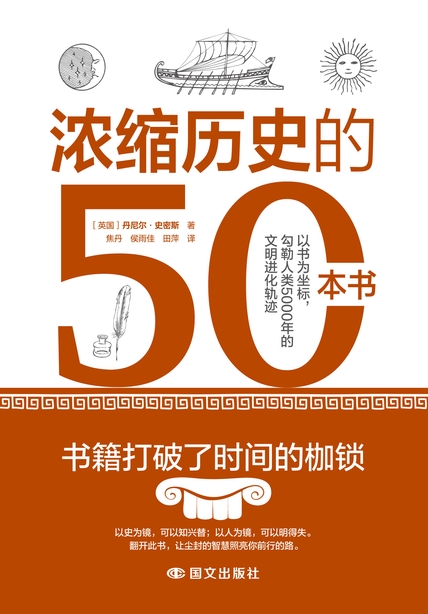 浓缩历史的
50
本书
[英国]丹尼尔·史密斯 著
焦丹 侯雨佳 田萍 译
以书为坐标，
勾勒人类5000年的
文明进化轨迹
书籍打破了时间的枷锁
以史为镜，可以知兴替；以人为镜，可以明得失。
翻开此书，让尘封的智慧照亮你前行的路。
国文出版社